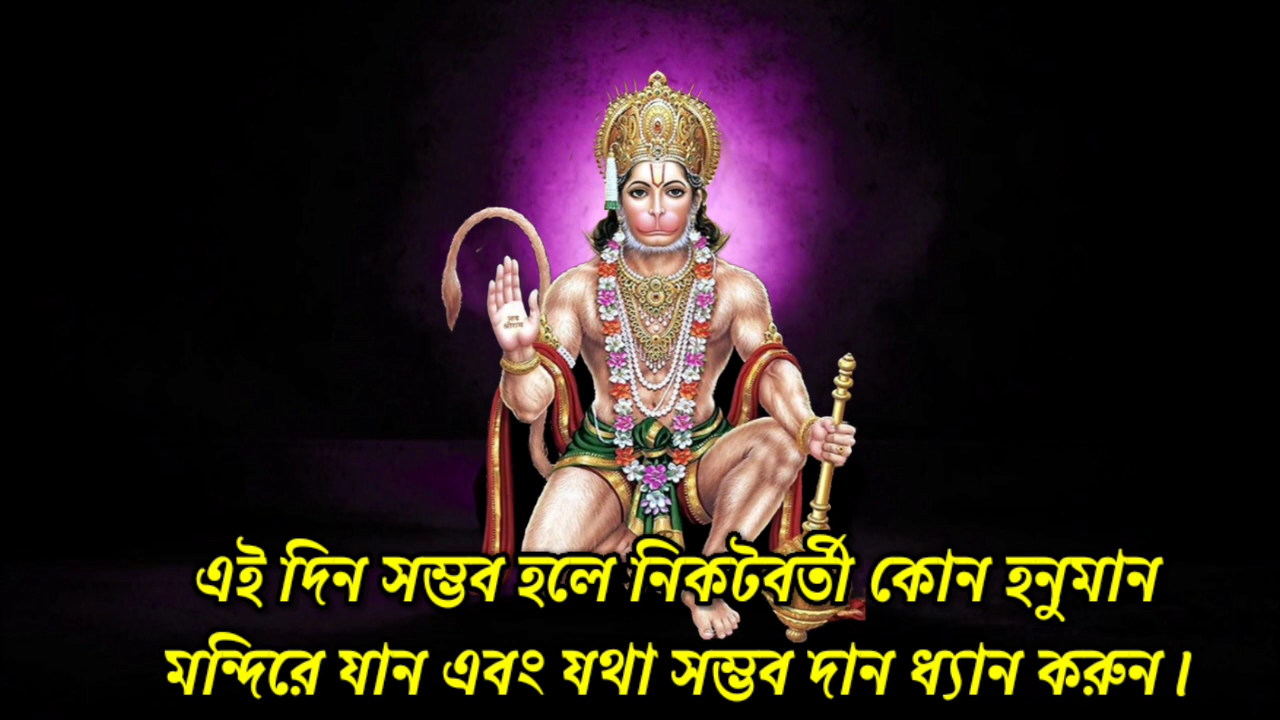 এই দিন সম্ভব হলে নিকটবর্তী কোন হনুমান
মন্দিরে যান এবং যথা সম্ভব দান ধ্যান করুন।